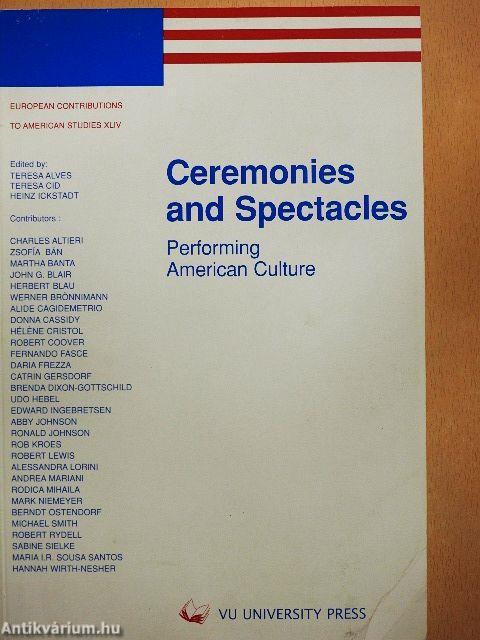 EUROPEAN CONTRIBUTIONS
TO AMERICAN STUDIES XLIV
Edited by:
TERESA ALVES
TERESA CID
HEINZ ICKSTADT
Contributors :
CHARLES ALTIERI
ZSOFÍA BÁN
MARTHA BANTA
JOHN G. BLAIR
HERBERT BLAU
WERNER BRÖNNIMANN
ALIDE CAGIDEMETRIO
DONNA CASSIDY
HÉLÈNE CRISTOL
ROBERT COOVER
FERNANDO FASCE
DARIA FREZZA
CATRIN GERSDORF
BRENDA DIXON-GOTTSCHILD
UDO HEBEL
EDWARD INGEBRETSEN
ABBY JOHNSON
RONALD JOHNSON
ROB KROES
ROBERT LEWIS
ALESSANDRA LORINI
ANDREA MARIANI
RODICA MIHAILA
MARK NIEMEYER
BERNDT OSTENDORF
MICHAEL SMITH
ROBERT RYDELL
SABINE SIELKE
MARIA I.R. SOUSA SANTOS
HANNAH WIRTH-NESHER
Ceremonies
and Spectacles
Performing
American Culture
VU UNIVERSITY PRESS
Antikvárium.hu